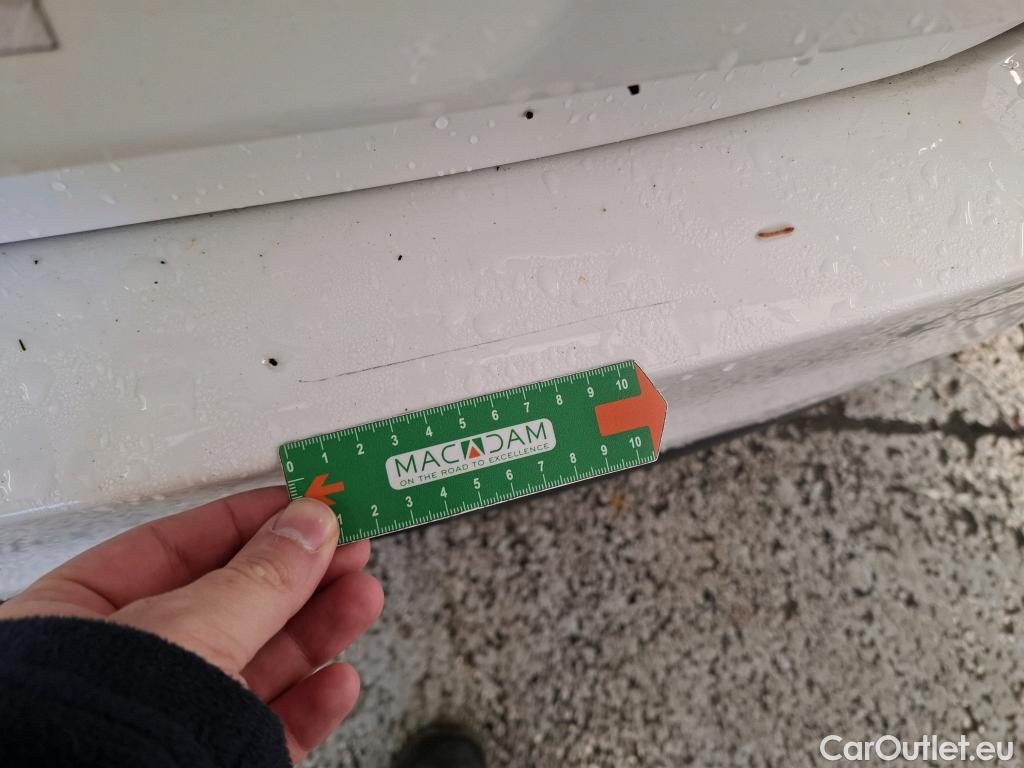 0 1 2 3 4 5 6 7 8 9 10
MACADAM
ON THE ROAD TO EXCELLENCE
1 2 3 4 5 6 7 8 9 10
CarOutlet.eu